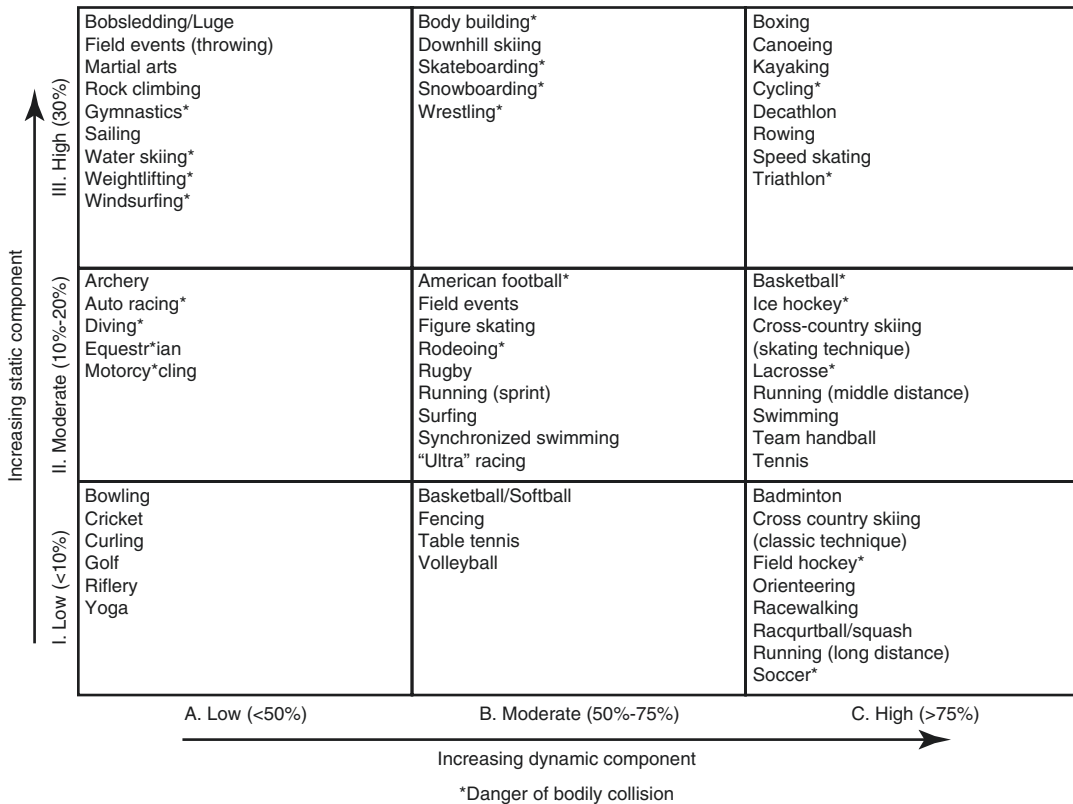 Increasing static component
III. High (30%)
Bobsledding/Luge
Field events (throwing)
Martial arts
Rock climbing
Gymnastics*
Sailing
Water skiing*
Weightlifting*
Windsurfing*
Body building*
Downhill skiing
Skateboarding*
Snowboarding*
Wrestling*
Boxing
Canoeing
Kayaking
Cycling*
Decathlon
Rowing
Speed skating
Triathlon*
II. Moderate (10%-20%)
Archery
Auto racing*
Diving*
Equestr*ian
Motorcy*cling
American football*
Field events
Figure skating
Rodeoing*
Rugby
Running (sprint)
Surfing
Synchronized swimming
“Ultra” racing
Basketball*
Ice hockey*
Cross-country skiing
(skating technique)
Lacrosse*
Running (middle distance)
Swimming
Team handball
Tennis
I. Low (<10%)
Bowling
Cricket
Curling
Golf
Riflery
Yoga
Basketball/Softball
Fencing
Table tennis
Volleyball
Badminton
Cross country skiing
(classic technique)
Field hockey*
Orienteering
Racewalking
Racqurtball/squash
Running (long distance)
Soccer*
A. Low (<50%)
B. Moderate (50%-75%)
C. High (>75%)
Increasing dynamic component
*Danger of bodily collision